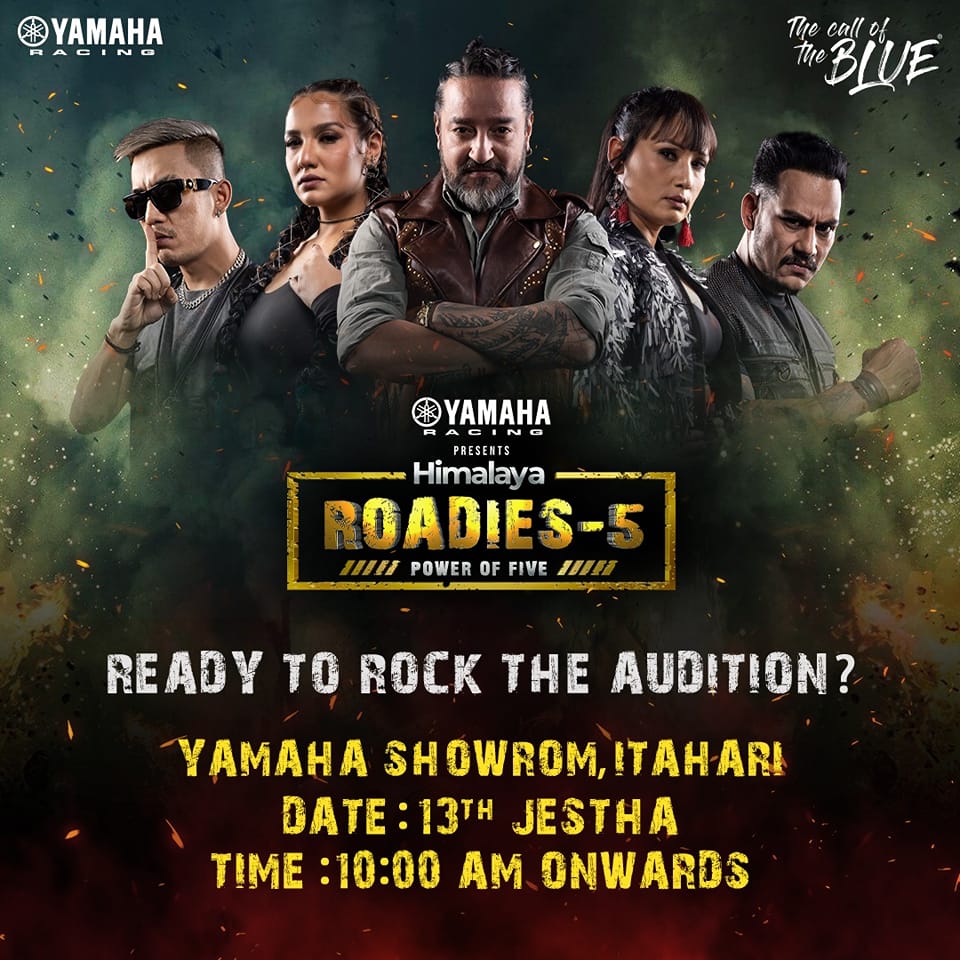 YAMAHA
RACING
The call of
the BLUE
YAMAHA
RACING
PRESENTS
Himalaya
ROADIES-5
POWER OF FIVE
READY TO ROCK THE AUDITION?
YAMAHA SHOWROM, ITAHARI
DATE : 13TH JESTHA
TIME :10:00 AM ONWARDS